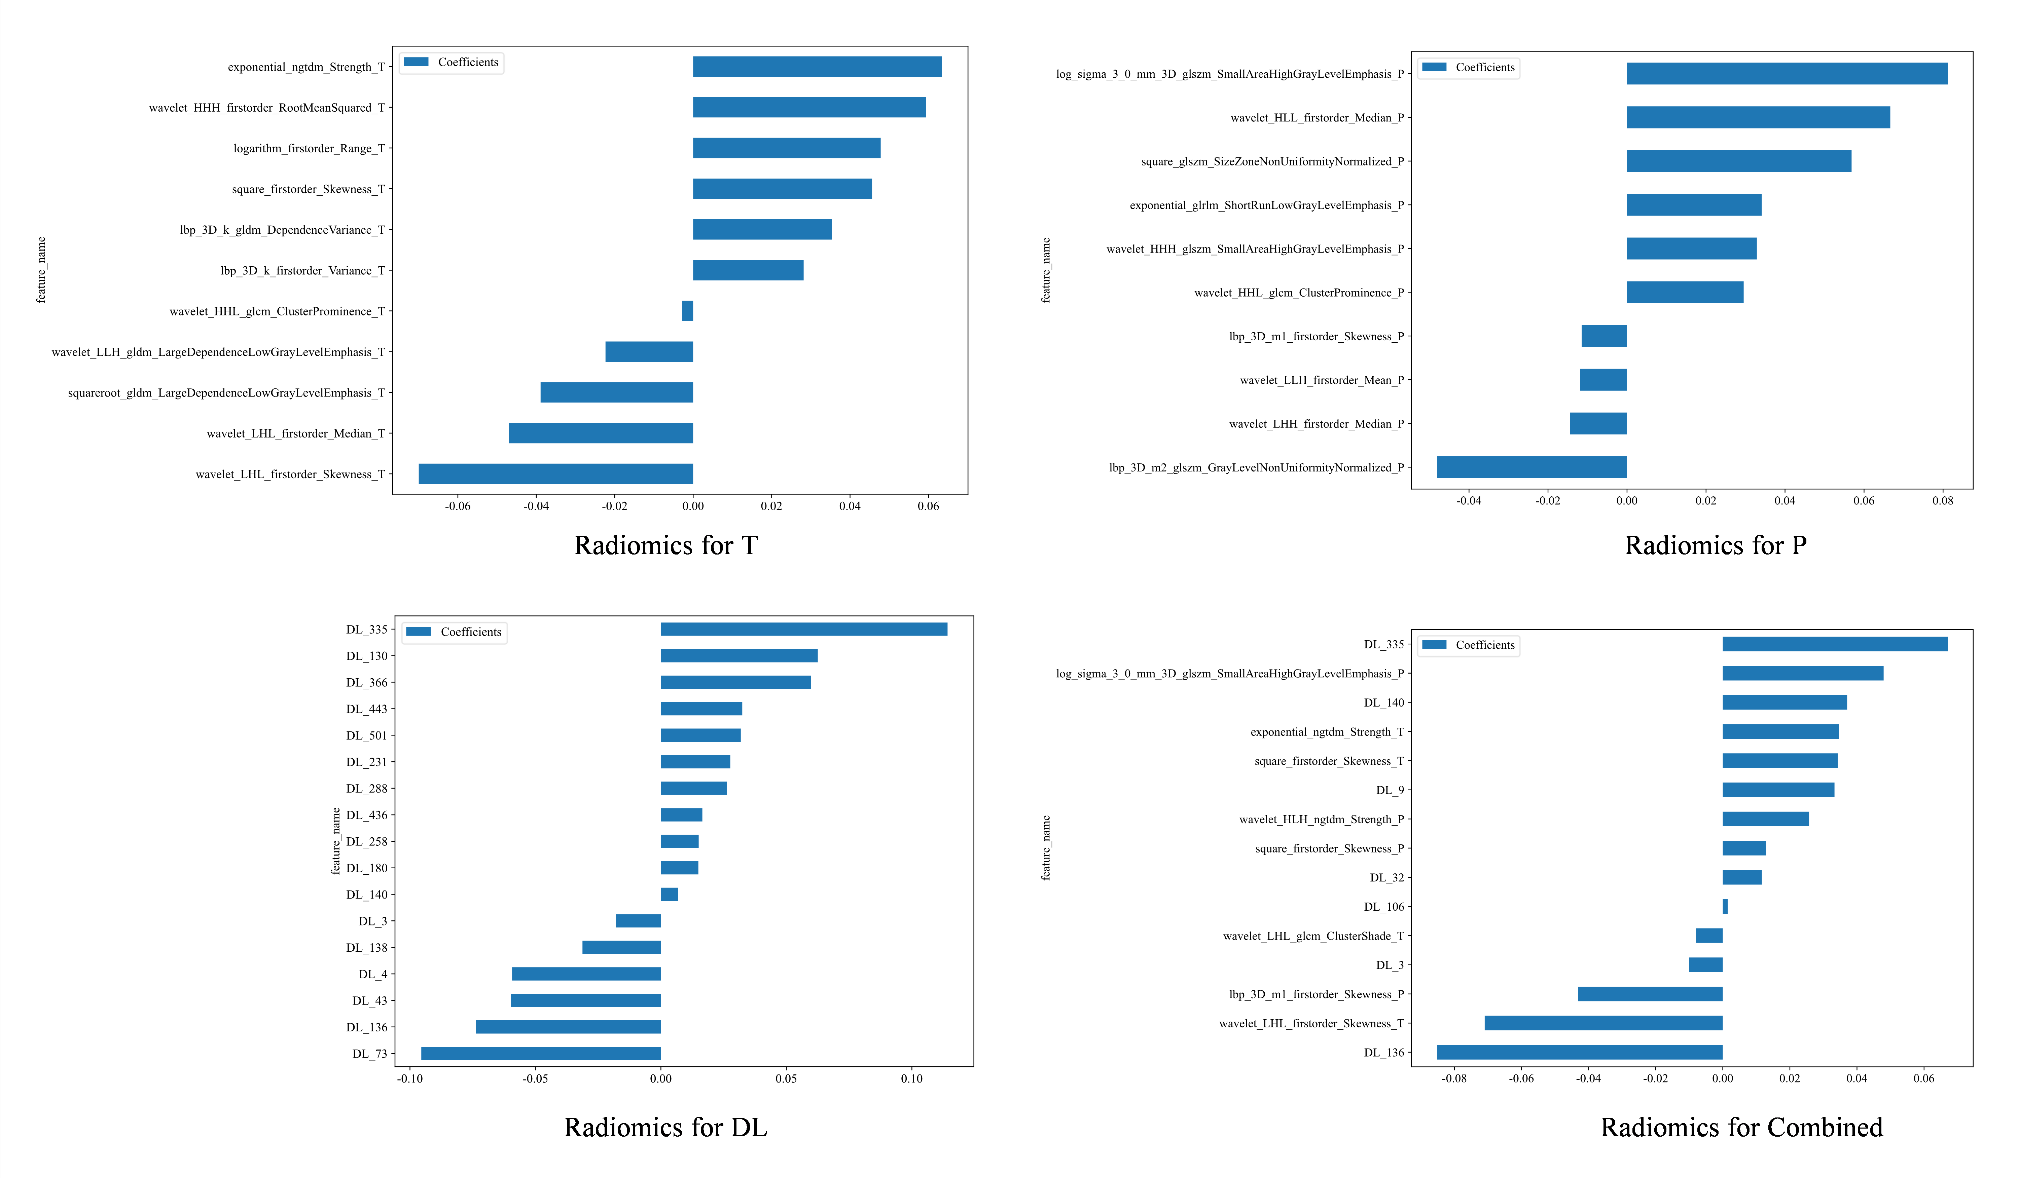 Coefficients
exponential_ngtdm_Strength_T
wavelet_HHH_firstorder_RootMeanSquared_T
logarithm_firstorder_Range_T
square_firstorder_Skewness_T
lbp_3D_k_gldm_DependenceVariance_T
lbp_3D_k_firstorder_Variance_T
wavelet_HHL_glcm_ClusterProminence_T
wavelet_LLH_gldm_LargeDependenceLowGrayLevelEmphasis_T
squareroot_gldm_LargeDependenceLowGrayLevelEmphasis_T
wavelet_LHL_firstorder_Median_T
wavelet_LHL_firstorder_Skewness_T
feature_name
-0.06 -0.04 -0.02 0.00 0.02 0.04 0.06
Radiomics for T
Coefficients
log_sigma_3_0_mm_3D_glszm_SmallAreaHighGrayLevelEmphasis_P
wavelet_HLL_firstorder_Median_P
square_glszm_SizeZoneNonUniformityNormalized_P
exponential_glrlm_ShortRunLowGrayLevelEmphasis_P
wavelet_HHH_glszm_SmallAreaHighGrayLevelEmphasis_P
wavelet_HHL_glcm_ClusterProminence_P
lbp_3D_m1_firstorder_Skewness_P
wavelet_LLH_firstorder_Mean_P
wavelet_LHH_firstorder_Median_P
lbp_3D_m2_glszm_GrayLevelNonUniformityNormalized_P
feature_name
-0.04 -0.02 0.00 0.02 0.04 0.06 0.08
Radiomics for P
Coefficients
DL_335
DL_130
DL_366
DL_443
DL_501
DL_231
DL_288
DL_436
DL_258
DL_180
DL_140
DL_3
DL_138
DL_4
DL_43
DL_136
DL_73
feature_name
-0.10 -0.05 0.00 0.05 0.10
Radiomics for DL
Coefficients
DL_335
log_sigma_3_0_mm_3D_glszm_SmallAreaHighGrayLevelEmphasis_P
DL_140
exponential_ngtdm_Strength_T
square_firstorder_Skewness_T
DL_9
wavelet_HLH_ngtdm_Strength_P
square_firstorder_Skewness_P
DL_32
DL_106
wavelet_LHL_glcm_ClusterShade_T
DL_3
lbp_3D_m1_firstorder_Skewness_P
wavelet_LHL_firstorder_Skewness_T
DL_136
feature_name
-0.08 -0.06 -0.04 -0.02 0.00 0.02 0.04 0.06
Radiomics for Combined